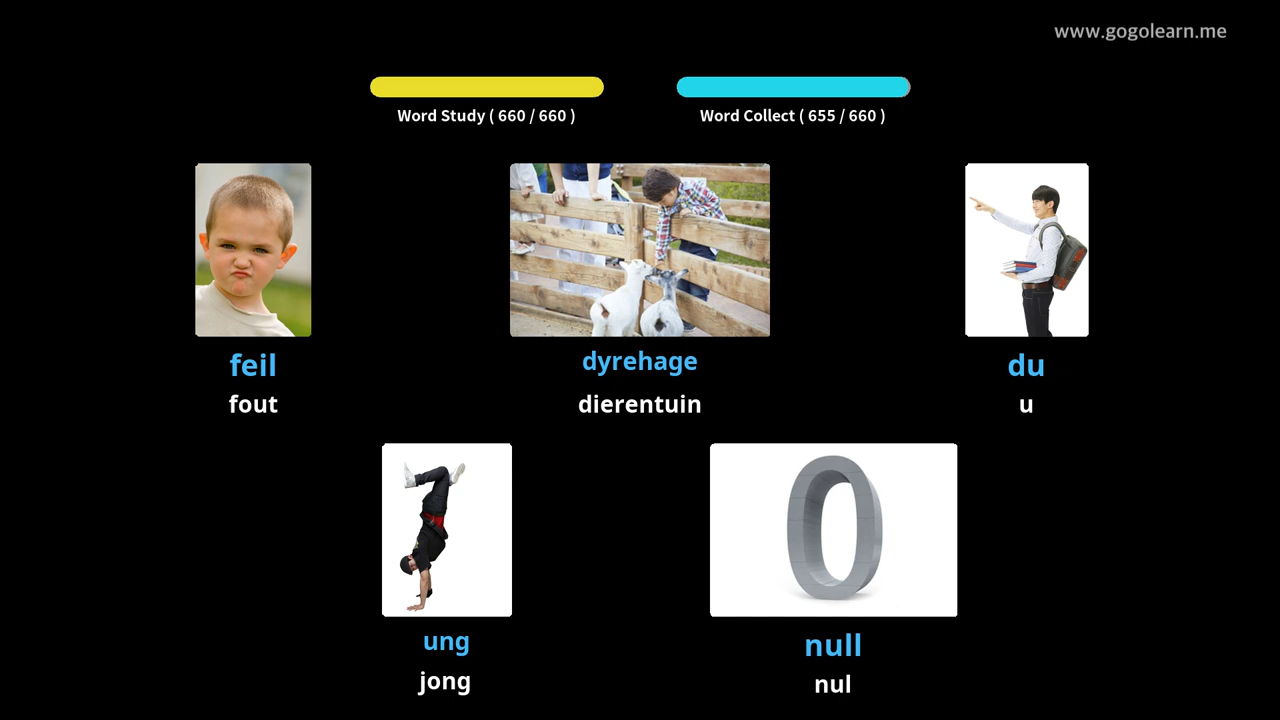 www.gogolearn.me
Word Study ( 660 / 660 )
Word Collect ( 655 / 660 )
feil
fout
dyrehage
dierentuin
du
u
ung
jong
null
nul